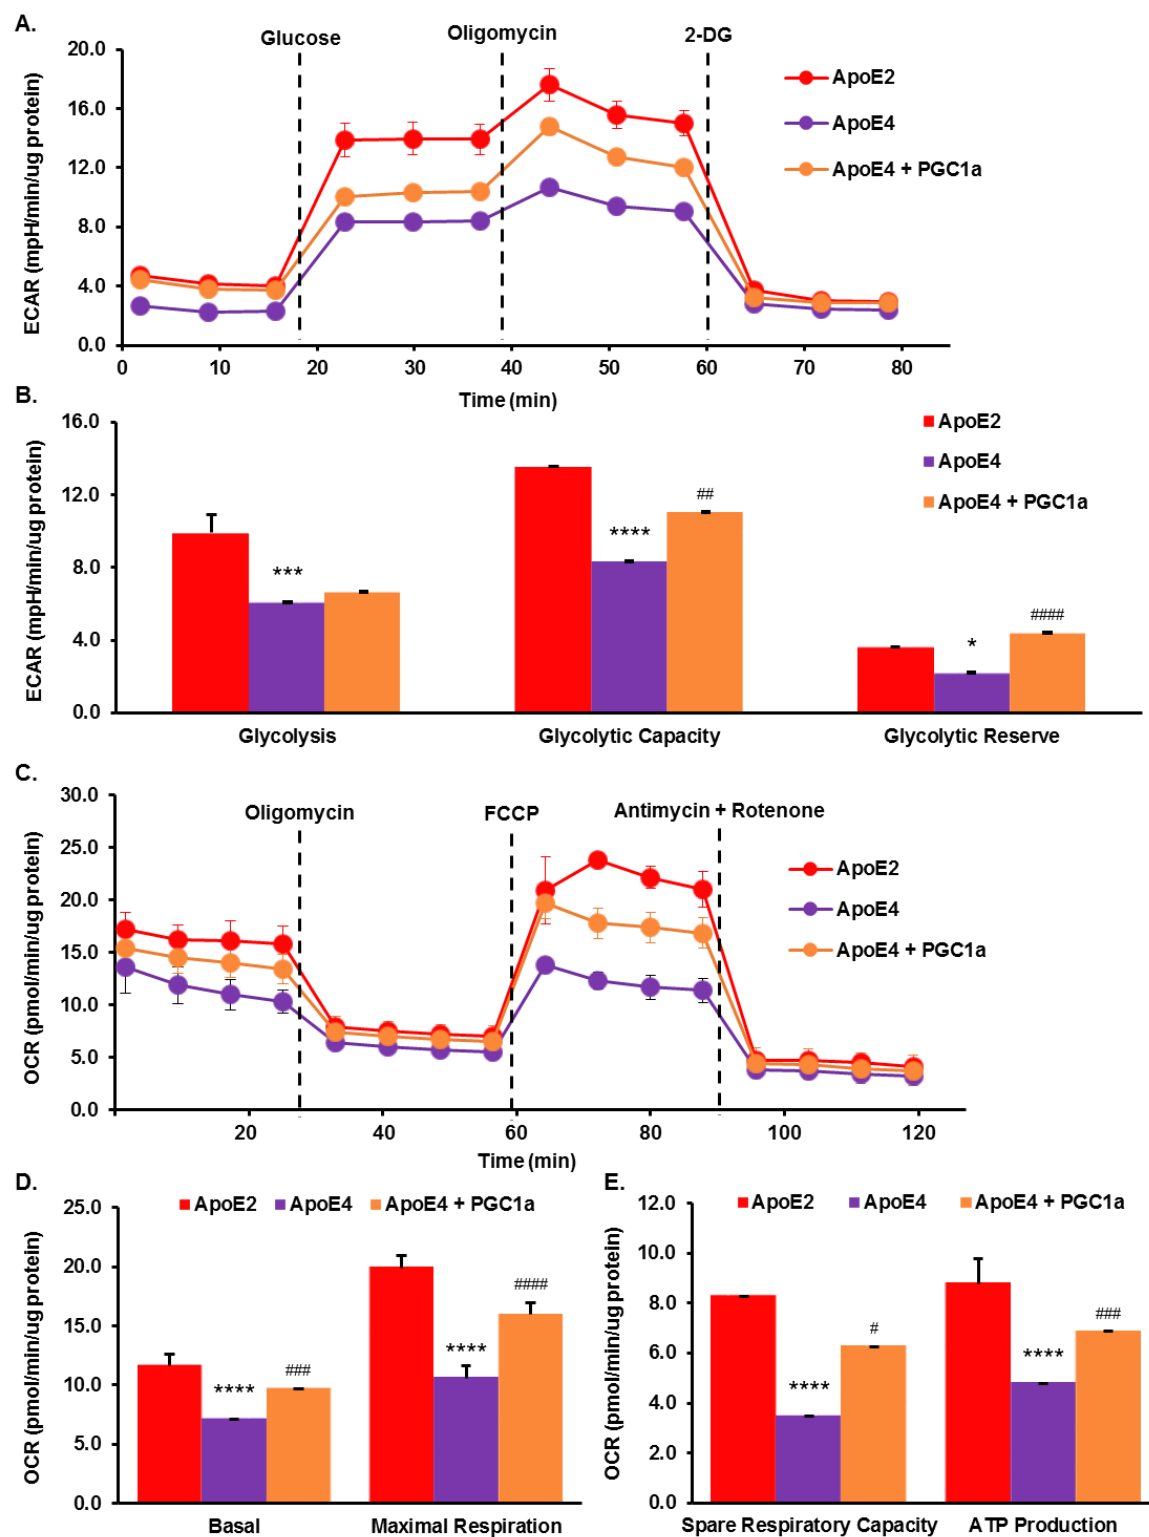 A.
Glucose
Oligomycin
2-DG
20.0
16.0
12.0
8.0
4.0
0.0
ECAR (mpH/min/ug protein)
ApoE2
ApoE4
ApoE4 + PGC1a
0 10 20 30 40 50 60 70 80
Time (min)
B.
16.0
12.0
8.0
4.0
0.0
ECAR (mpH/min/ug protein)
ApoE2
ApoE4
ApoE4 + PGC1a
***
****
##
*
####
Glycolysis Glycolytic Capacity Glycolytic Reserve
C.
30.0
25.0
20.0
15.0
10.0
5.0
0.0
OCR (pmol/min/ug protein)
Oligomycin
FCCP
Antimycin + Rotenone
ApoE2
ApoE4
ApoE4 + PGC1a
20 40 60 80 100 120
Time (min)
D.
ApoE2 ApoE4 ApoE4 + PGC1a
25.0
20.0
15.0
10.0
5.0
0.0
OCR (pmol/min/ug protein)
****
###
****
####
Basal Maximal Respiration
E.
ApoE2 ApoE4 ApoE4 + PGC1a
12.0
10.0
8.0
6.0
4.0
2.0
0.0
OCR (pmol/min/ug protein)
****
#
****
###
Spare Respiratory Capacity ATP Production